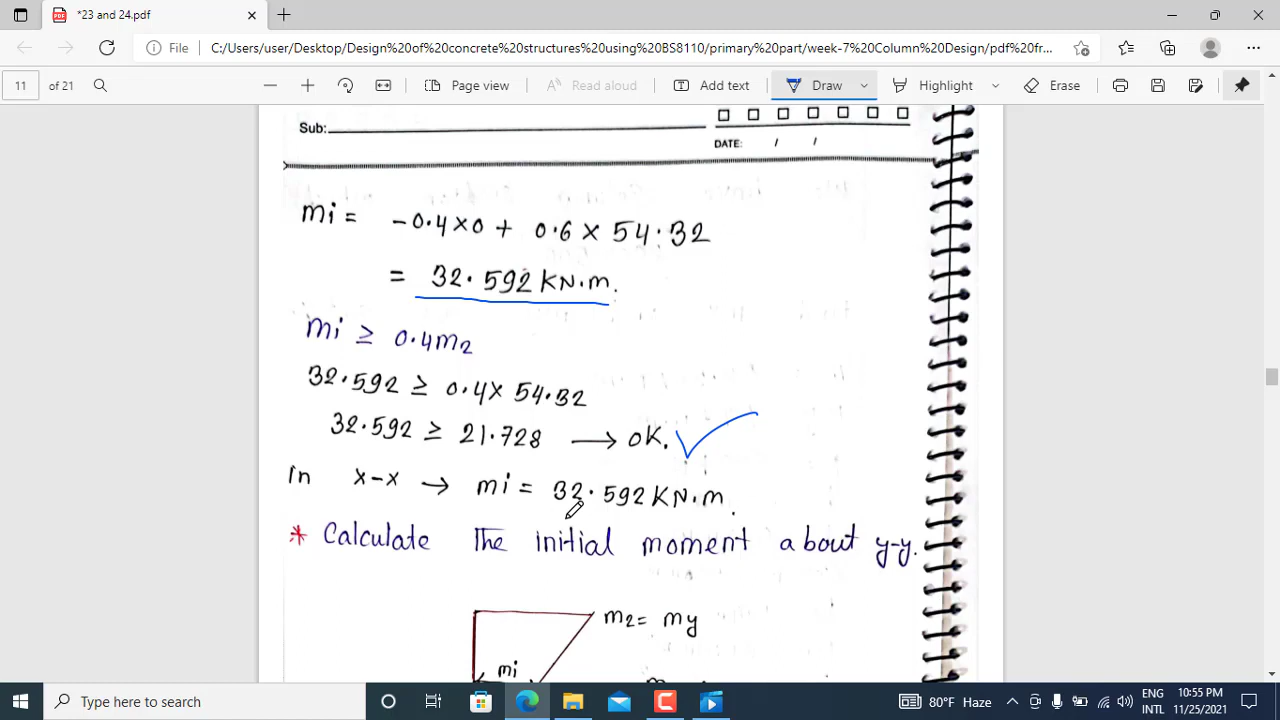 *23 and 24.pdf
File C:/Users/user/Desktop/Design%20of%20concrete%20structures%20using%20BS8110/primary%20part/week-7%20Column%20Design/pdf%20fr...
11 of 21 Page view Read aloud Add text Draw Highlight Erase
Sub:
DATE: / /
mi = -0.4×0 + 0.6 × 54.32
= 32.592 KN.m.
mi ≥ 0.4m2
32.592 ≥ 0.4× 54.32
32.592 ≥ 21.728 → oK.
in x-x → mi = 32.592 KN.m.
* Calculate The initial moment about y-y.
m2 = my
mi
Type here to search
80°F Haze
ENG
INTL
11/25/2021